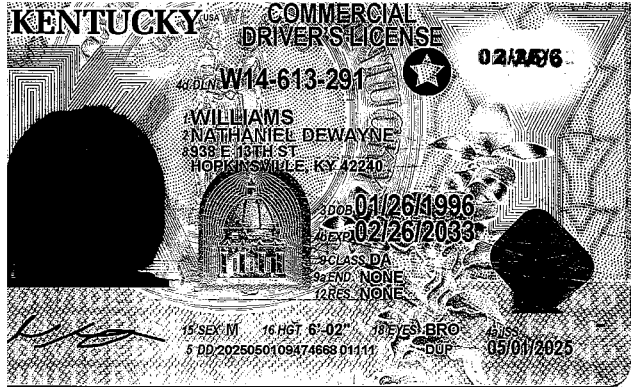 KENTUCKY USA
COMMERCIAL
DRIVER'S LICENSE
4d DLN W14-613-291
1 WILLIAMS
2 NATHANIEL DEWAYNE
8 938 E 13TH ST
HOPKINSVILLE, KY 42240
3 DOB 01/26/1996
4b EXP 02/26/2033
9 CLASS DA
9a END. NONE
12 RES. NONE
15 SEX M 16 HGT 6'-02" 18 EYES BRO 4a ISS
5 DD 2025050109474668 01111 DUP 05/01/2025